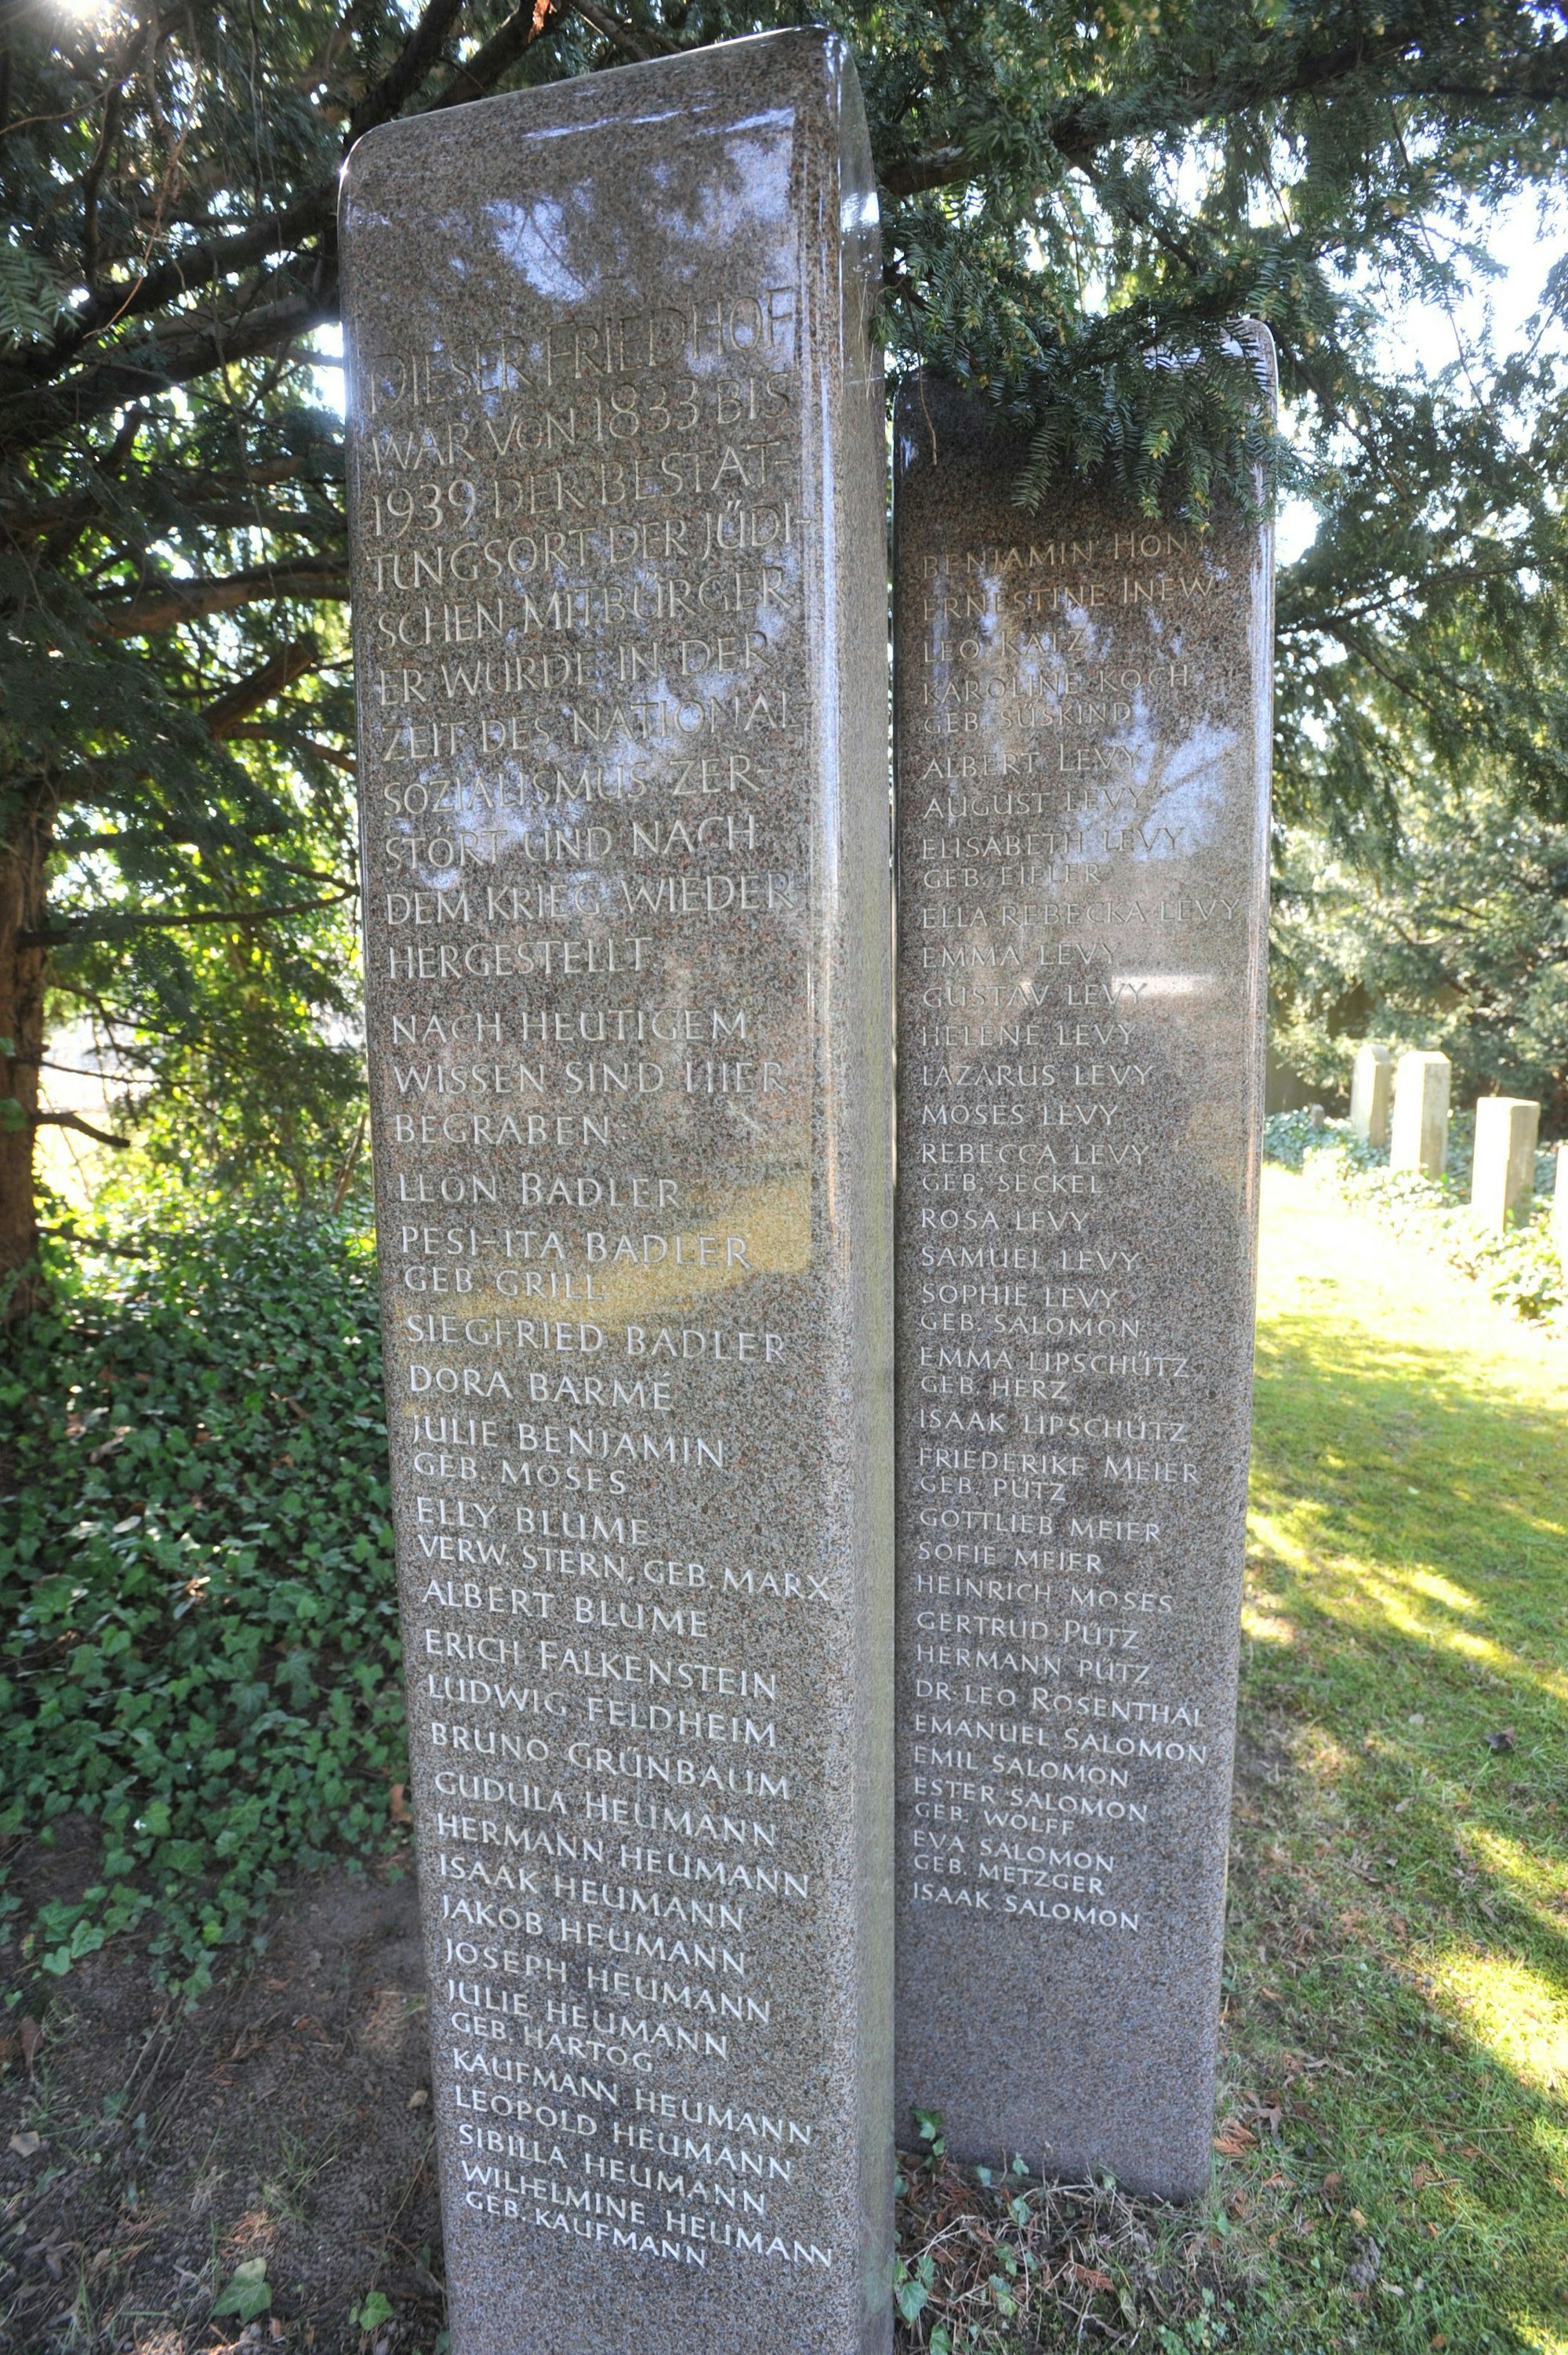 DIESER FRIEDHOF
WAR VON 1833 BIS
1939 DER BESTAT-
TUNGSORT DER JÜDI-
SCHEN MITBÜRGER
ER WURDE IN DER
ZEIT DES NATIONAL-
SOZIALISMUS ZER-
STÖRT UND NACH
DEM KRIEG WIEDER
HERGESTELLT
NACH HEUTIGEM
WISSEN SIND HIER
BEGRABEN:
LEON BADLER
PESI-ITA BADLER
GEB. GRILL
SIEGFRIED BADLER
DORA BARMÉ
JULIE BENJAMIN
GEB. MOSES
ELLY BLUME
VERW. STERN, GEB. MARX
ALBERT BLUME
ERICH FALKENSTEIN
LUDWIG FELDHEIM
BRUNO GRÜNBAUM
GUDULA HEUMANN
HERMANN HEUMANN
ISAAK HEUMANN
JAKOB HEUMANN
JOSEPH HEUMANN
JULIE HEUMANN
GEB. HARTOG
KAUFMANN HEUMANN
LEOPOLD HEUMANN
SIBILLA HEUMANN
WILHELMINE HEUMANN
GEB. KAUFMANN
BENJAMIN HONY
ERNESTINE INEW
LEO KATZ
KAROLINE KOCH
GEB. SÜSKIND
ALBERT LEVY
AUGUST LEVY
ELISABETH LEVY
GEB. EIFLER
ELLA REBECKA LEVY
EMMA LEVY
GUSTAV LEVY
HELENE LEVY
LAZARUS LEVY
MOSES LEVY
REBECCA LEVY
GEB. SECKEL
ROSA LEVY
SAMUEL LEVY
SOPHIE LEVY
GEB. SALOMON
EMMA LIPSCHÜTZ
GEB. HERZ
ISAAK LIPSCHÜTZ
FRIEDERIKE MEIER
GEB. PÜTZ
GOTTLIEB MEIER
SOFIE MEIER
HEINRICH MOSES
GERTRUD PÜTZ
HERMANN PÜTZ
DR. LEO ROSENTHAL
EMANUEL SALOMON
EMIL SALOMON
ESTER SALOMON
GEB. WOLFF
EVA SALOMON
GEB. METZGER
ISAAK SALOMON